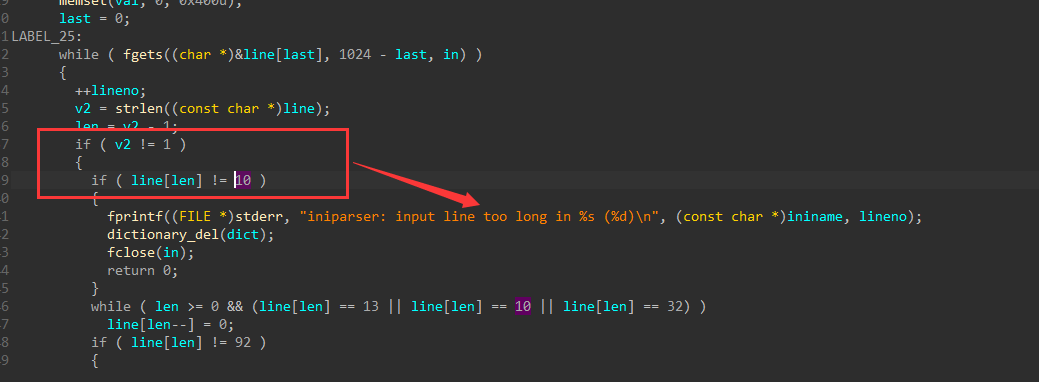 memset(val, 0, 0x400u);
0 last = 0;
1 LABEL_25:
2 while ( fgets((char *)&line[last], 1024 - last, in) )
3 {
4 ++lineno;
5 v2 = strlen((const char *)line);
6 len = v2 - 1;
7 if ( v2 != 1 )
8 {
9 if ( line[len] != 10 )
0 {
1 fprintf((FILE *)stderr, "iniparser: input line too long in %s (%d)\n", (const char *)ininame, lineno);
2 dictionary_del(dict);
3 fclose(in);
4 return 0;
5 }
6 while ( len >= 0 && (line[len] == 13 || line[len] == 10 || line[len] == 32) )
7 line[len--] = 0;
8 if ( line[len] != 92 )
9 {